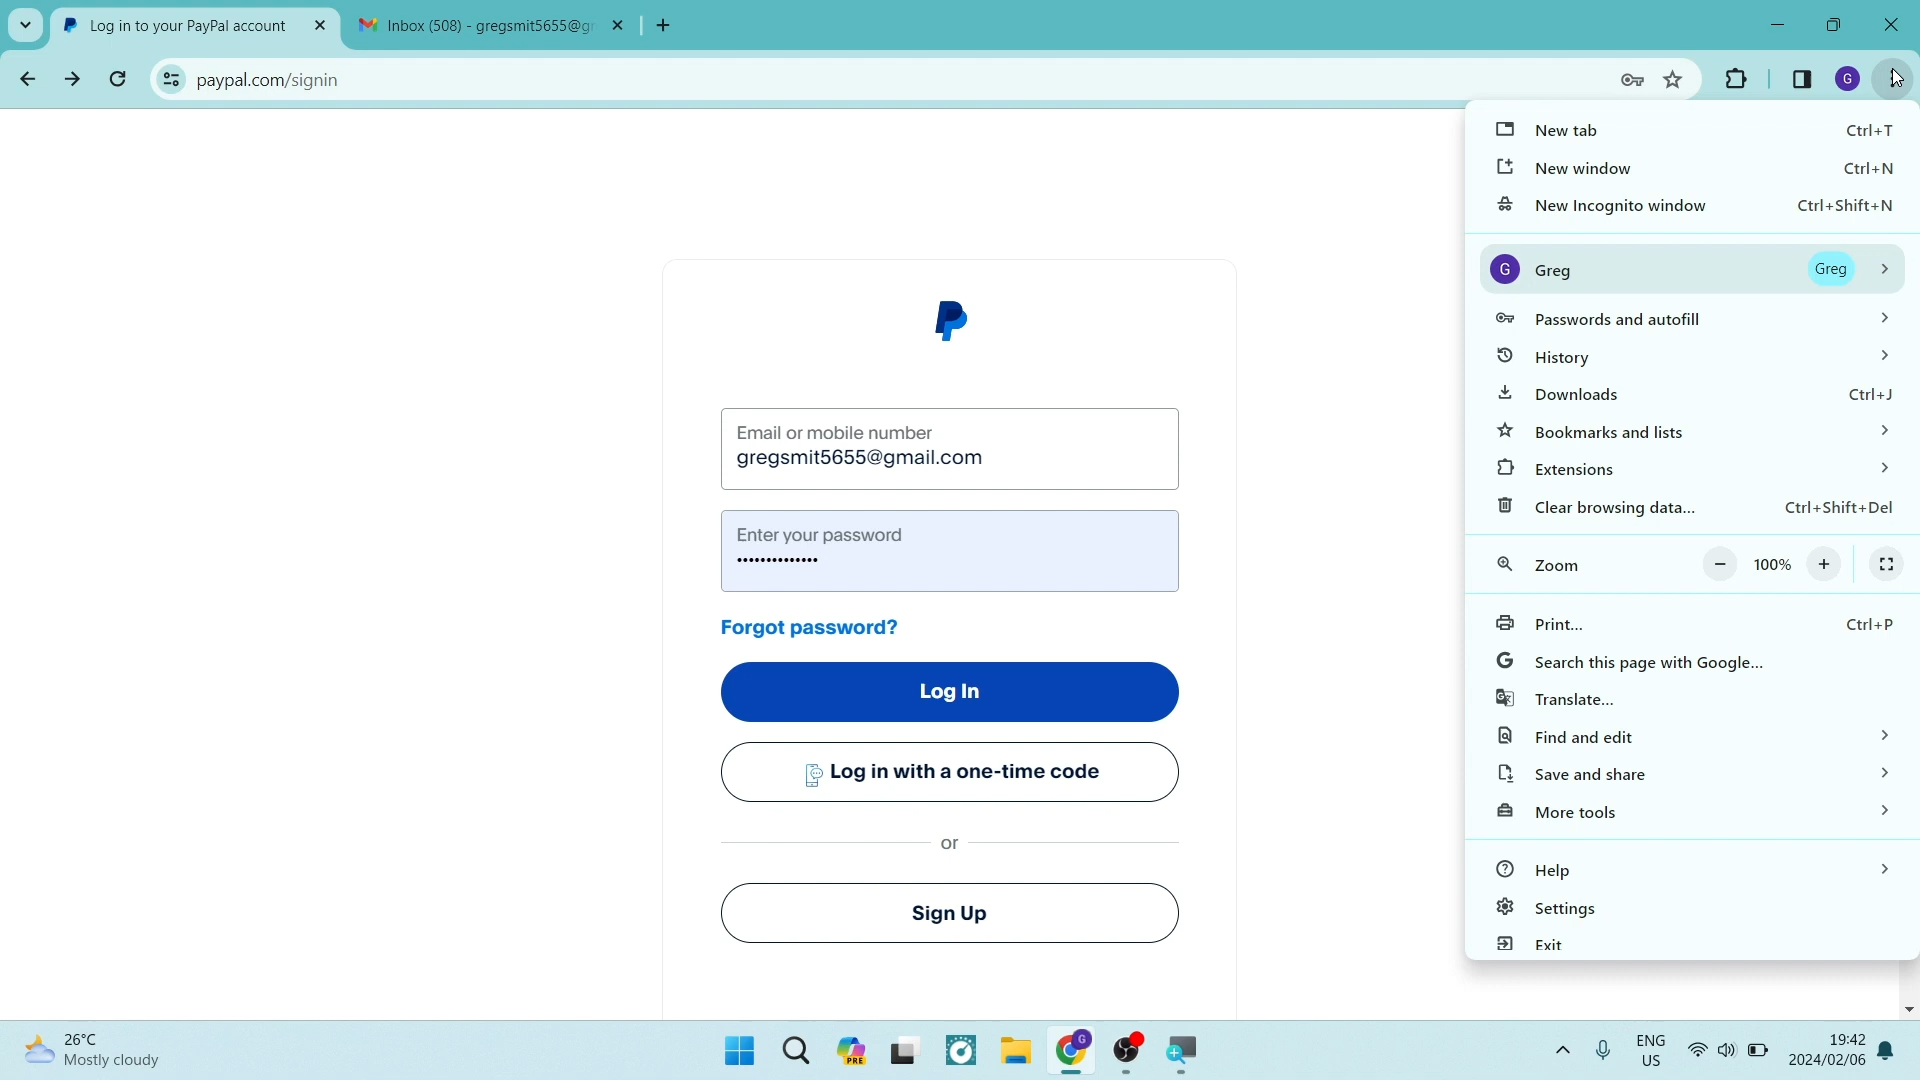 Log in to your PayPal account
Inbox (508) - gregsmit5655@g
paypal.com/signin
G
New tab Ctrl+T
New window Ctrl+N
New Incognito window Ctrl+Shift+N
G Greg Greg
Passwords and autofill
History
Downloads Ctrl+J
Bookmarks and lists
Extensions
Clear browsing data... Ctrl+Shift+Del
Zoom − 100% +
Print... Ctrl+P
Search this page with Google...
Translate...
Find and edit
Save and share
More tools
Help
Settings
Exit
Email or mobile number
gregsmit5655@gmail.com
Enter your password
••••••••••••••
Forgot password?
Log In
Log in with a one-time code
or
Sign Up
26°C
Mostly cloudy
PRE
G
ENG
US
19:42
2024/02/06